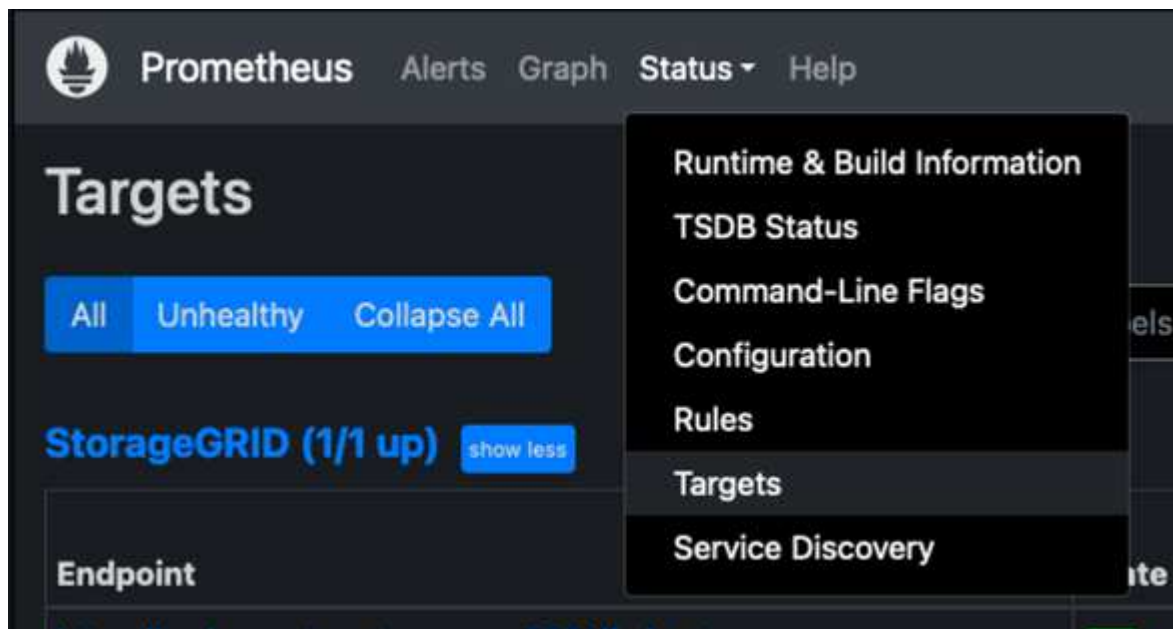 Prometheus Alerts Graph Status Help
Targets
All Unhealthy Collapse All
StorageGRID (1/1 up) show less
Endpoint
Runtime & Build Information
TSDB Status
Command-Line Flags
Configuration
Rules
Targets
Service Discovery